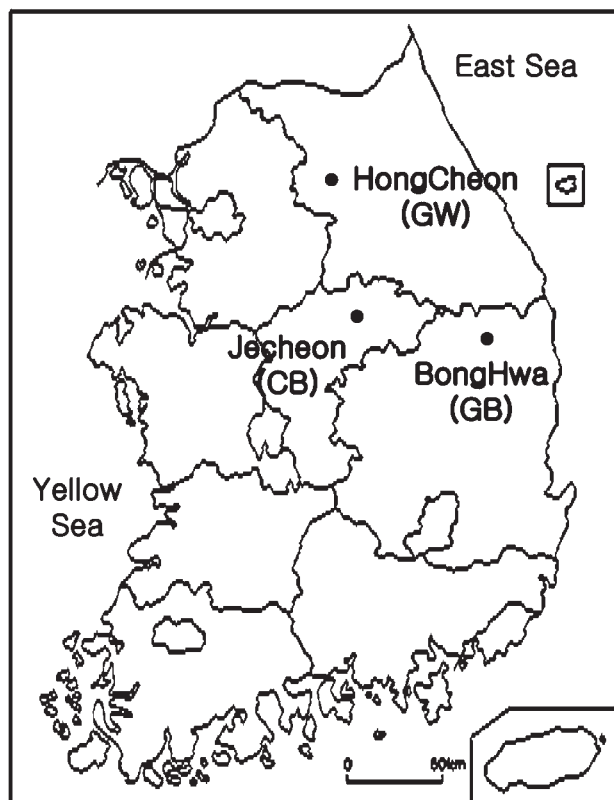 East Sea
HongCheon
(GW)
Jecheon
(CB)
BongHwa
(GB)
Yellow
Sea
0 50km